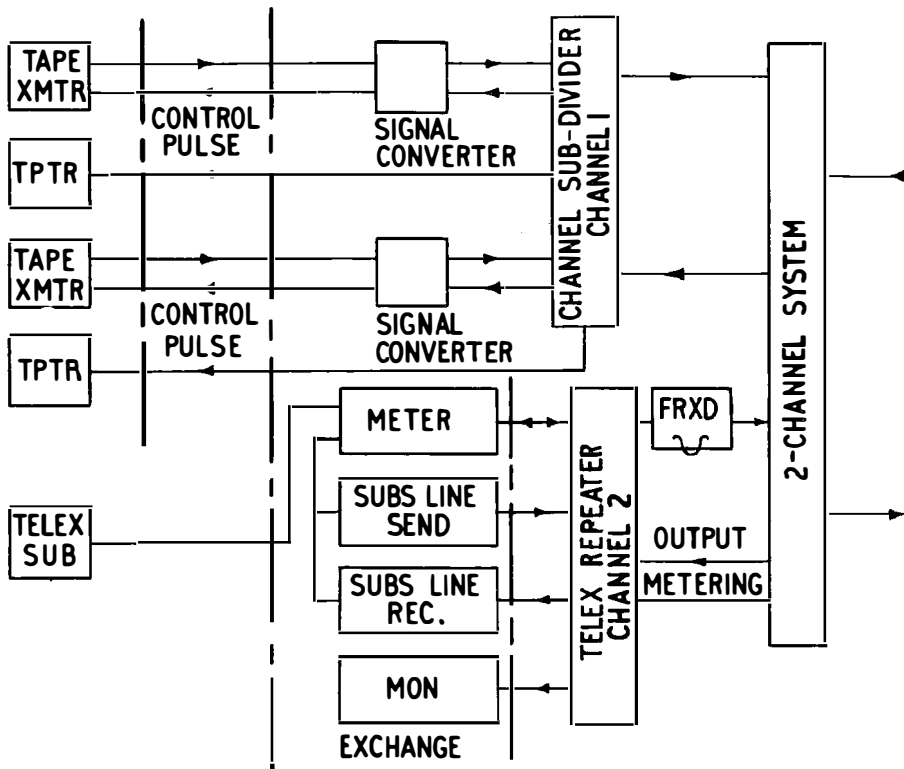 TAPE
XMTR
CONTROL
PULSE
SIGNAL
CONVERTER
TPTR
TAPE
XMTR
CONTROL
PULSE
SIGNAL
CONVERTER
TPTR
CHANNEL SUB-DIVIDER
CHANNEL 1
2-CHANNEL SYSTEM
METER
FRXD
TELEX
SUB
SUBS LINE
SEND
SUBS LINE
REC.
MON
EXCHANGE
TELEX REPEATER
CHANNEL 2
OUTPUT
METERING